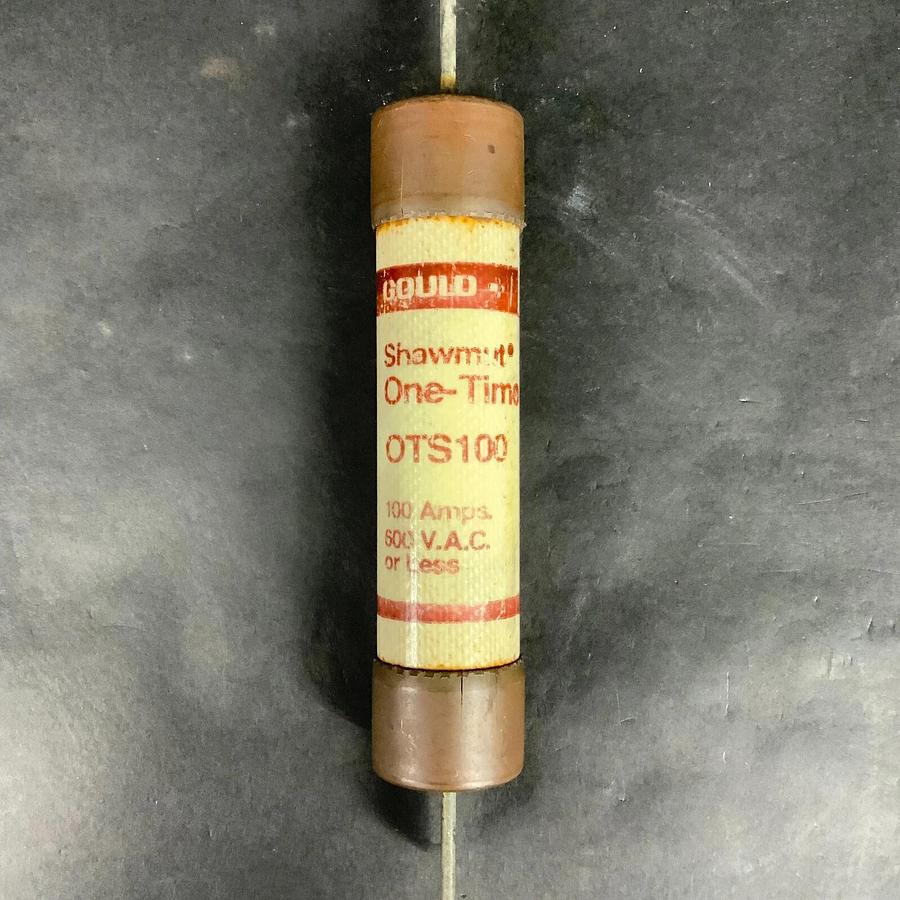 GOULD
Shawmut
One-Time
OTS100
100 Amps.
600 V.A.C.
or Less